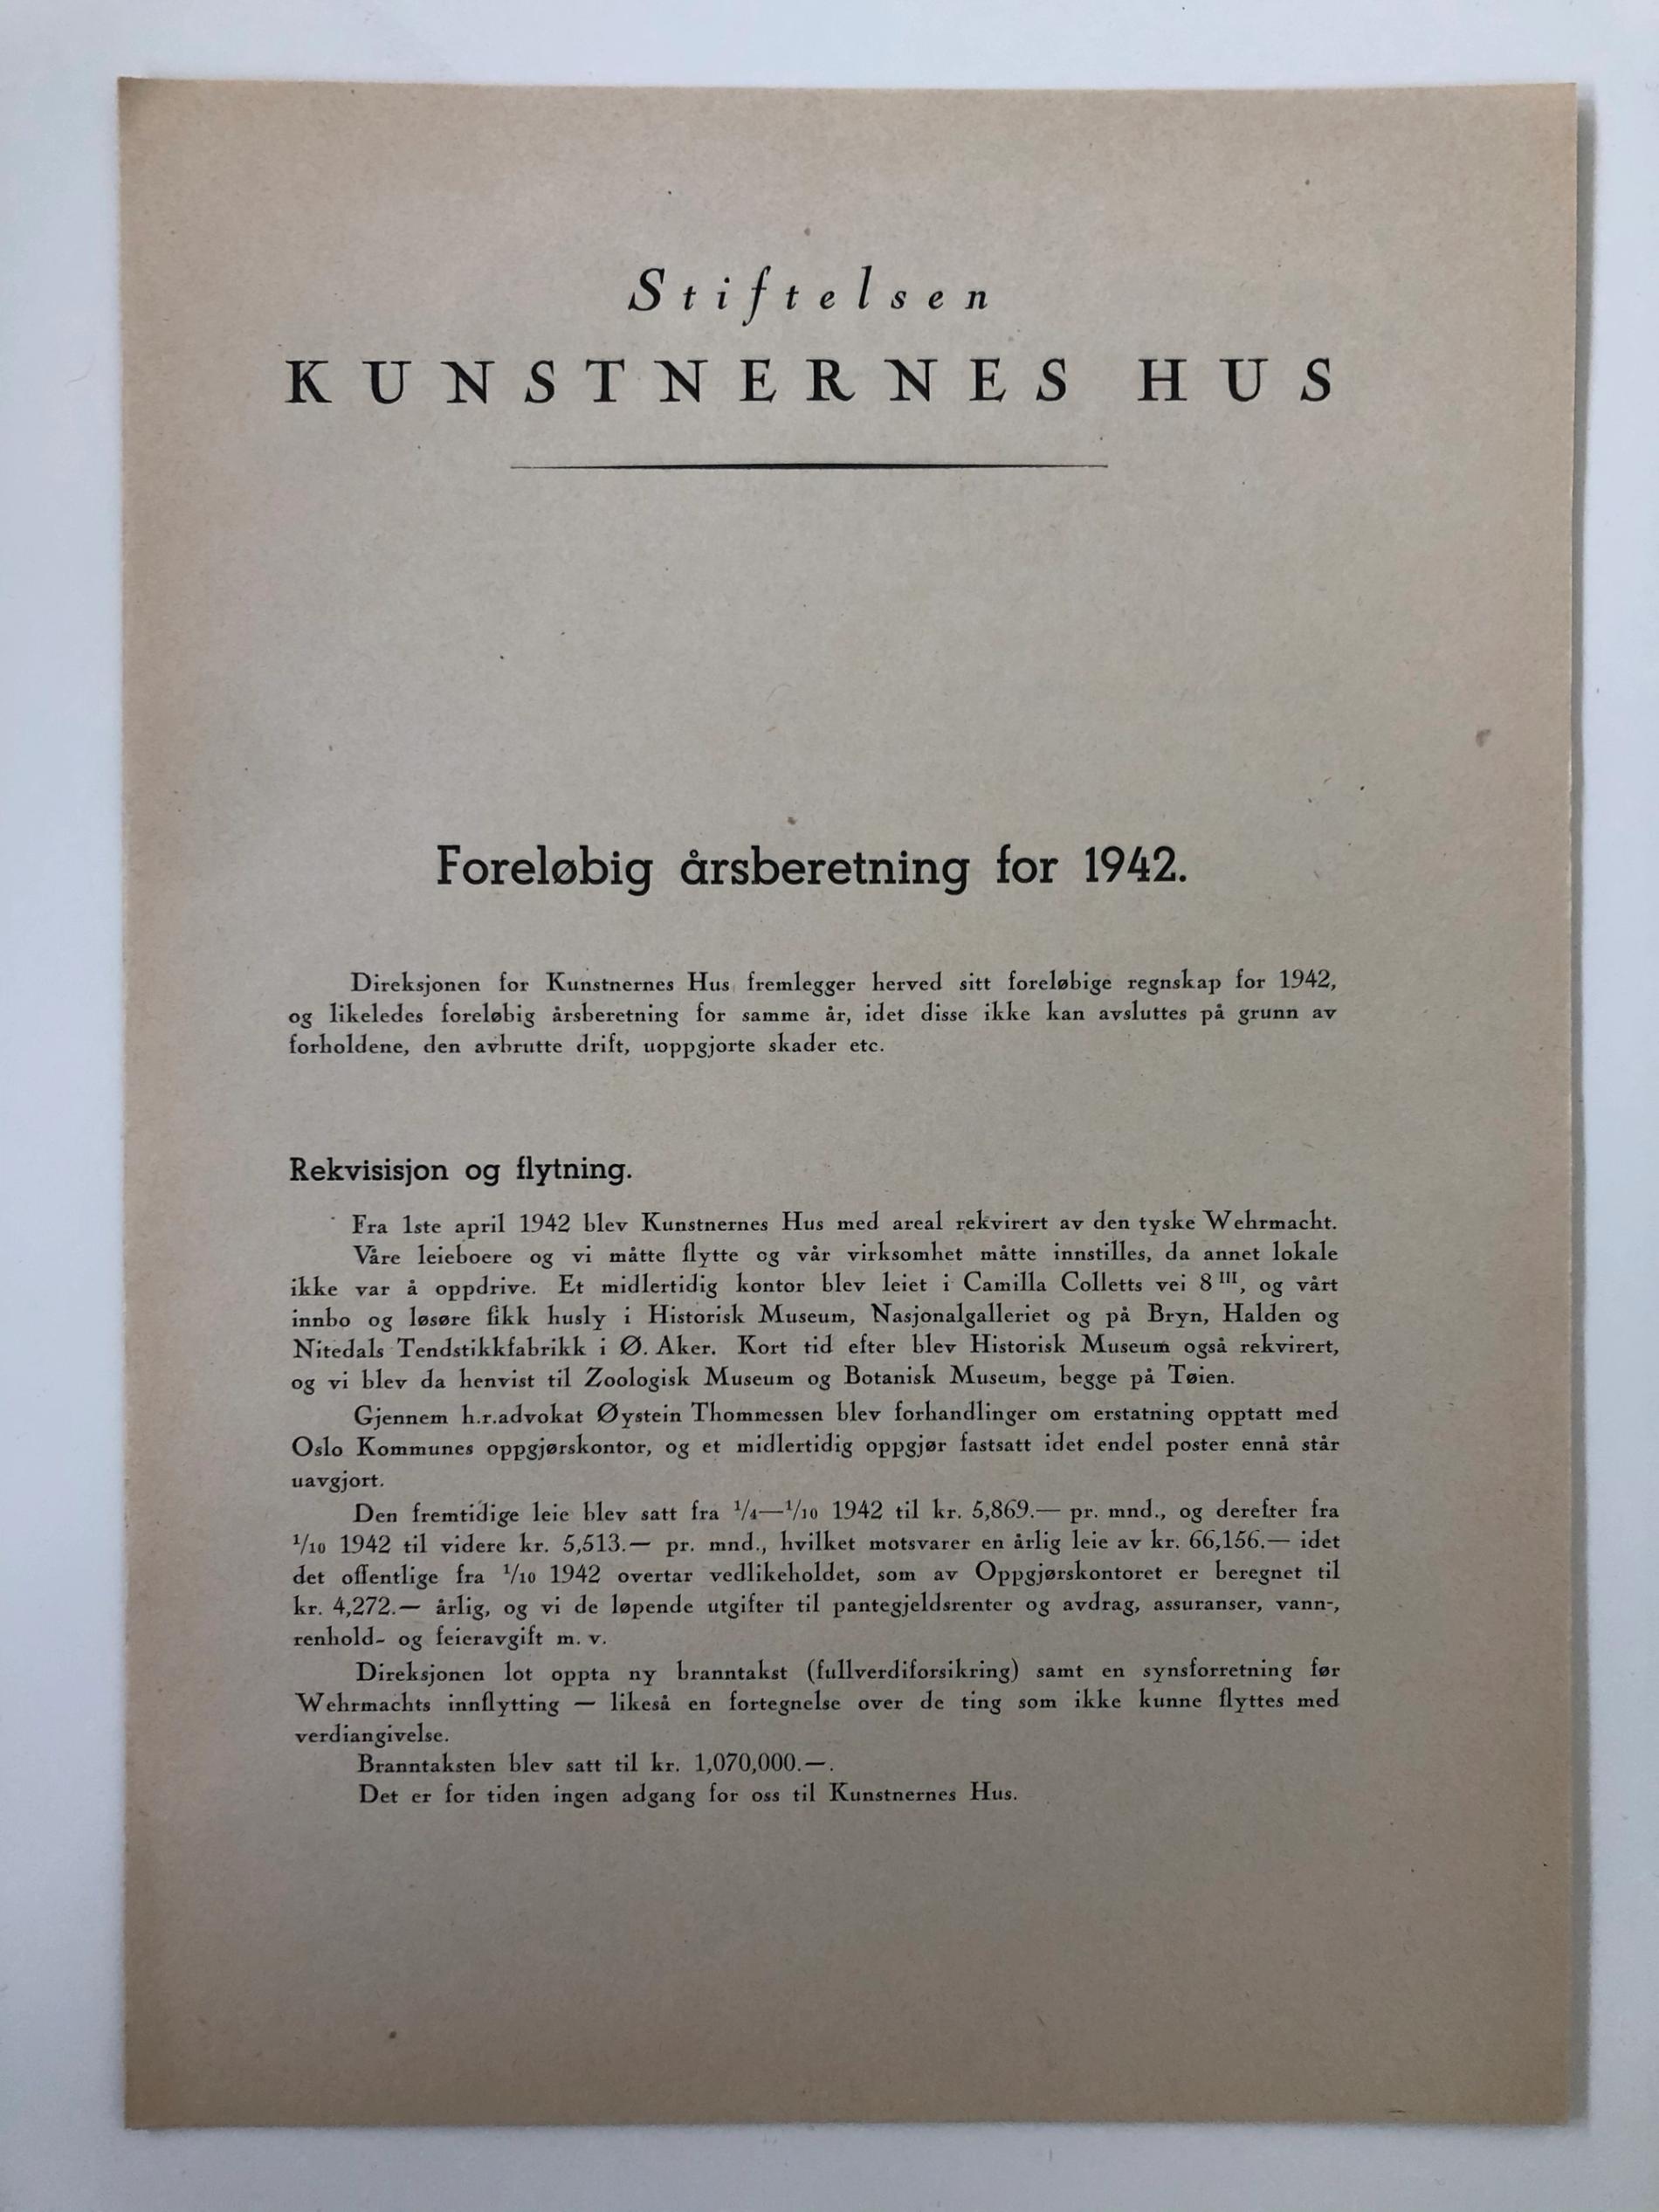 Stiftelsen
KUNSTNERNES HUS
Foreløbig årsberetning for 1942.
Direksjonen for Kunstnernes Hus fremlegger herved sitt foreløbige regnskap for 1942,
og likeledes foreløbig årsberetning for samme år, idet disse ikke kan avsluttes på grunn av
forholdene, den avbrutte drift, uoppgjorte skader etc.
Rekvisisjon og flytning.
Fra 1ste april 1942 blev Kunstnernes Hus med areal rekvirert av den tyske Wehrmacht.
Våre leieboere og vi måtte flytte og vår virksomhet måtte innstilles, da annet lokale
ikke var å oppdrive. Et midlertidig kontor blev leiet i Camilla Colletts vei 8 III, og vårt
innbo og løsøre fikk husly i Historisk Museum, Nasjonalgalleriet og på Bryn, Halden og
Nitedals Tendstikkfabrikk i Ø. Aker. Kort tid efter blev Historisk Museum også rekvirert,
og vi blev da henvist til Zoologisk Museum og Botanisk Museum, begge på Tøien.
Gjennem h.r.advokat Øystein Thommessen blev forhandlinger om erstatning opptatt med
Oslo Kommunes oppgjørskontor, og et midlertidig oppgjør fastsatt idet endel poster ennå står
uavgjort.
Den fremtidige leie blev satt fra 1/4—1/10 1942 til kr. 5,869.— pr. mnd., og derefter fra
1/10 1942 til videre kr. 5,513.— pr. mnd., hvilket motsvarer en årlig leie av kr. 66,156.— idet
det offentlige fra 1/10 1942 overtar vedlikeholdet, som av Oppgjørskontoret er beregnet til
kr. 4,272.— årlig, og vi de løpende utgifter til pantegjeldsrenter og avdrag, assuranser, vann-,
renhold- og feieravgift m. v.
Direksjonen lot oppta ny branntakst (fullverdiforsikring) samt en synsforretning før
Wehrmachts innflytting — likeså en fortegnelse over de ting som ikke kunne flyttes med
verdiangivelse.
Branntaksten blev satt til kr. 1,070,000.—.
Det er for tiden ingen adgang for oss til Kunstnernes Hus.